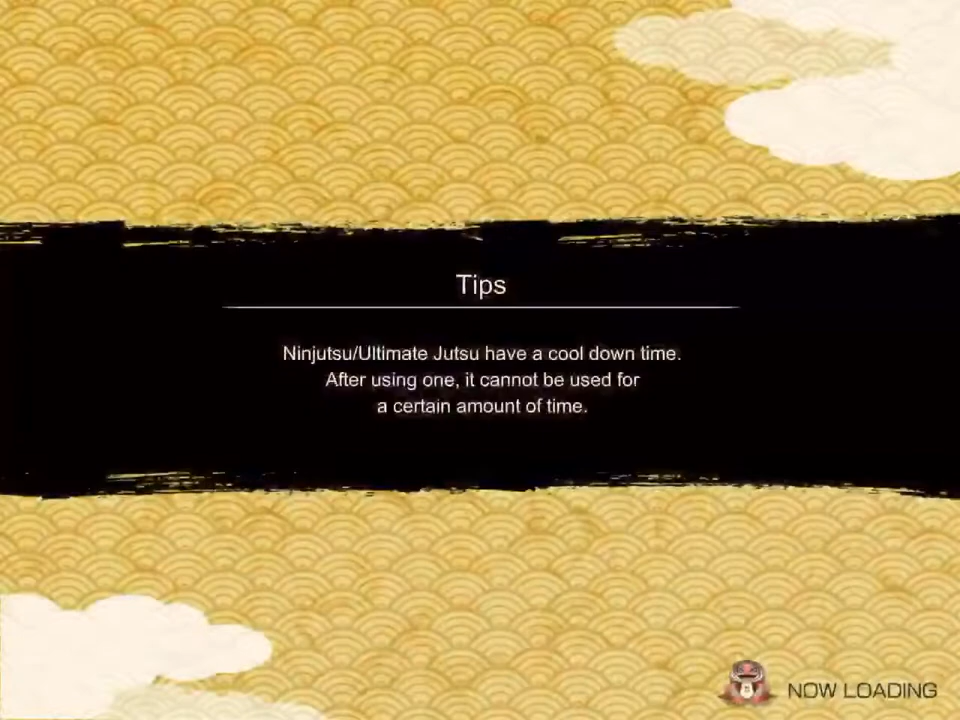 Tips
Ninjutsu/Ultimate Jutsu have a cool down time.
After using one, it cannot be used for
a certain amount of time.
NOW LOADING